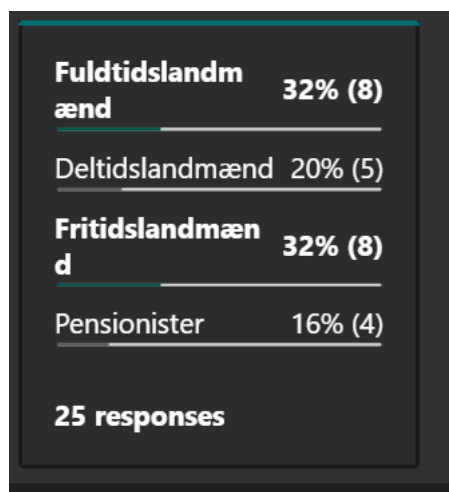 Fuldtidslandm
ænd
32% (8)
Deltidslandmænd 20% (5)
Fritidslandmæn
d
32% (8)
Pensionister 16% (4)
25 responses